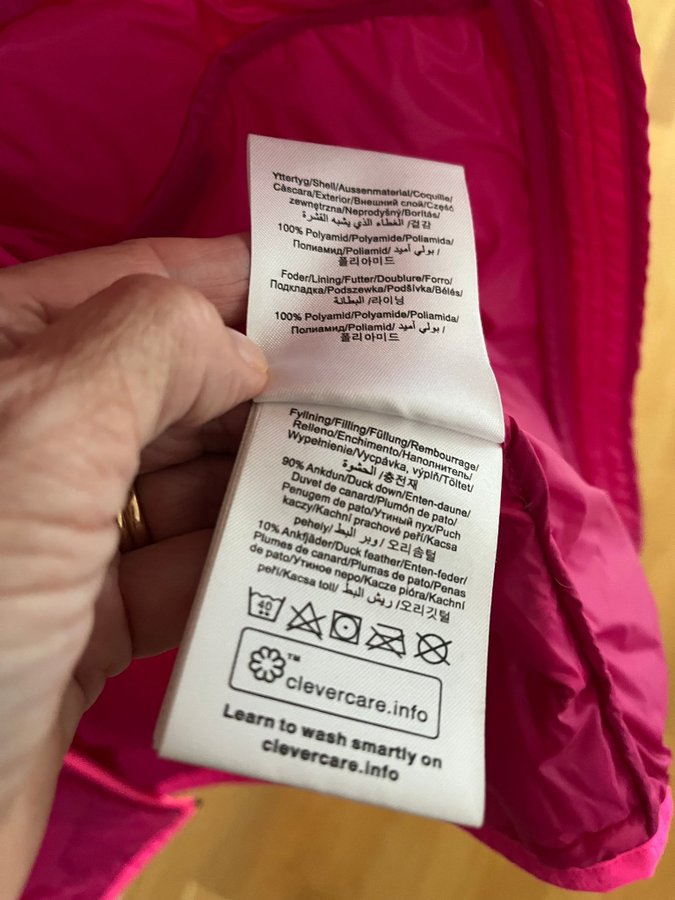 Yttertyg/Shell/Aussenmaterial/Coquille/
Cáscara/Exterior/Внешний слой/Część
zewnętrzna/Neprodyšný/Borítás/
الغطاء الذي يشبه القشرة /겉감
100% Polyamid/Polyamide/Poliamida/
Полиамид/Poliamid/ بولي أميد /
폴리아미드
Foder/Lining/Futter/Doublure/Forro/
Подкладка/Podszewka/Podšívka/Bélés/
البطانة /라이닝
100% Polyamid/Polyamide/Poliamida/
Полиамид/Poliamid/ بولي أميد /
폴리아미드
Fyllning/Filling/Füllung/Rembourrage/
Relleno/Enchimento/Наполнитель/
Wypełnienie/Vycpávka, výplň/Töltet/
الحشوة /충전재
90% Ankdun/Duck down/Enten-daune/
Duvet de canard/Plumón de pato/
Penugem de pato/Утиный пух/Puch
kaczy/Kachní prachové peří/Kacsa
pehely/ وبر البط /오리솜털
10% Ankfjäder/Duck feather/Enten-feder/
Plumes de canard/Plumas de pato/Penas
de pato/Утиное перо/Kacze pióra/Kachní
peří/Kacsa toll/ ريش البط /오리깃털
40
™
clevercare.info
Learn to wash smartly on
clevercare.info